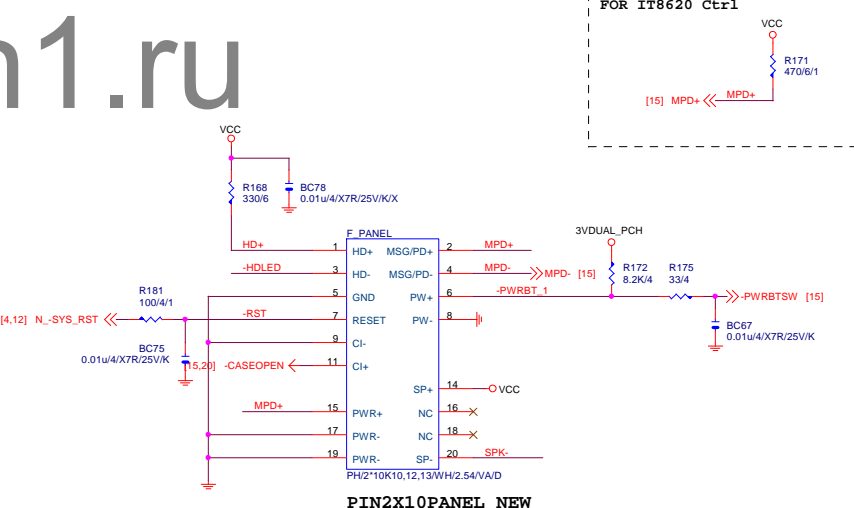 FOR IT8620 Ctrl
VCC
R171
470/6/1
[15] MPD+
MPD+
n1.ru
VCC
R168
330/6
BC78
0.01u/4/X7R/25V/K/X
3VDUAL_PCH
F_PANEL
HD+ 1 HD+ MSG/PD+ 2 MPD+
-HDLED 3 HD- MSG/PD- 4 MPD- MPD- [15]
R172
8.2K/4
R175
33/4
5 GND PW+ 6 -PWRBT_1 -PWRBTSW [15]
R181
100/4/1
[4,12] N_-SYS_RST -RST 7 RESET PW- 8
BC67
0.01u/4/X7R/25V/K
9 CI-
BC75
0.01u/4/X7R/25V/K
[15,20] -CASEOPEN 11 CI+
SP+ 14 VCC
MPD+ 15 PWR+ NC 16
17 PWR- NC 18
19 PWR- SP- 20 SPK-
PH/2*10K10,12,13/WH/2.54/VA/D
PIN2X10PANEL NEW